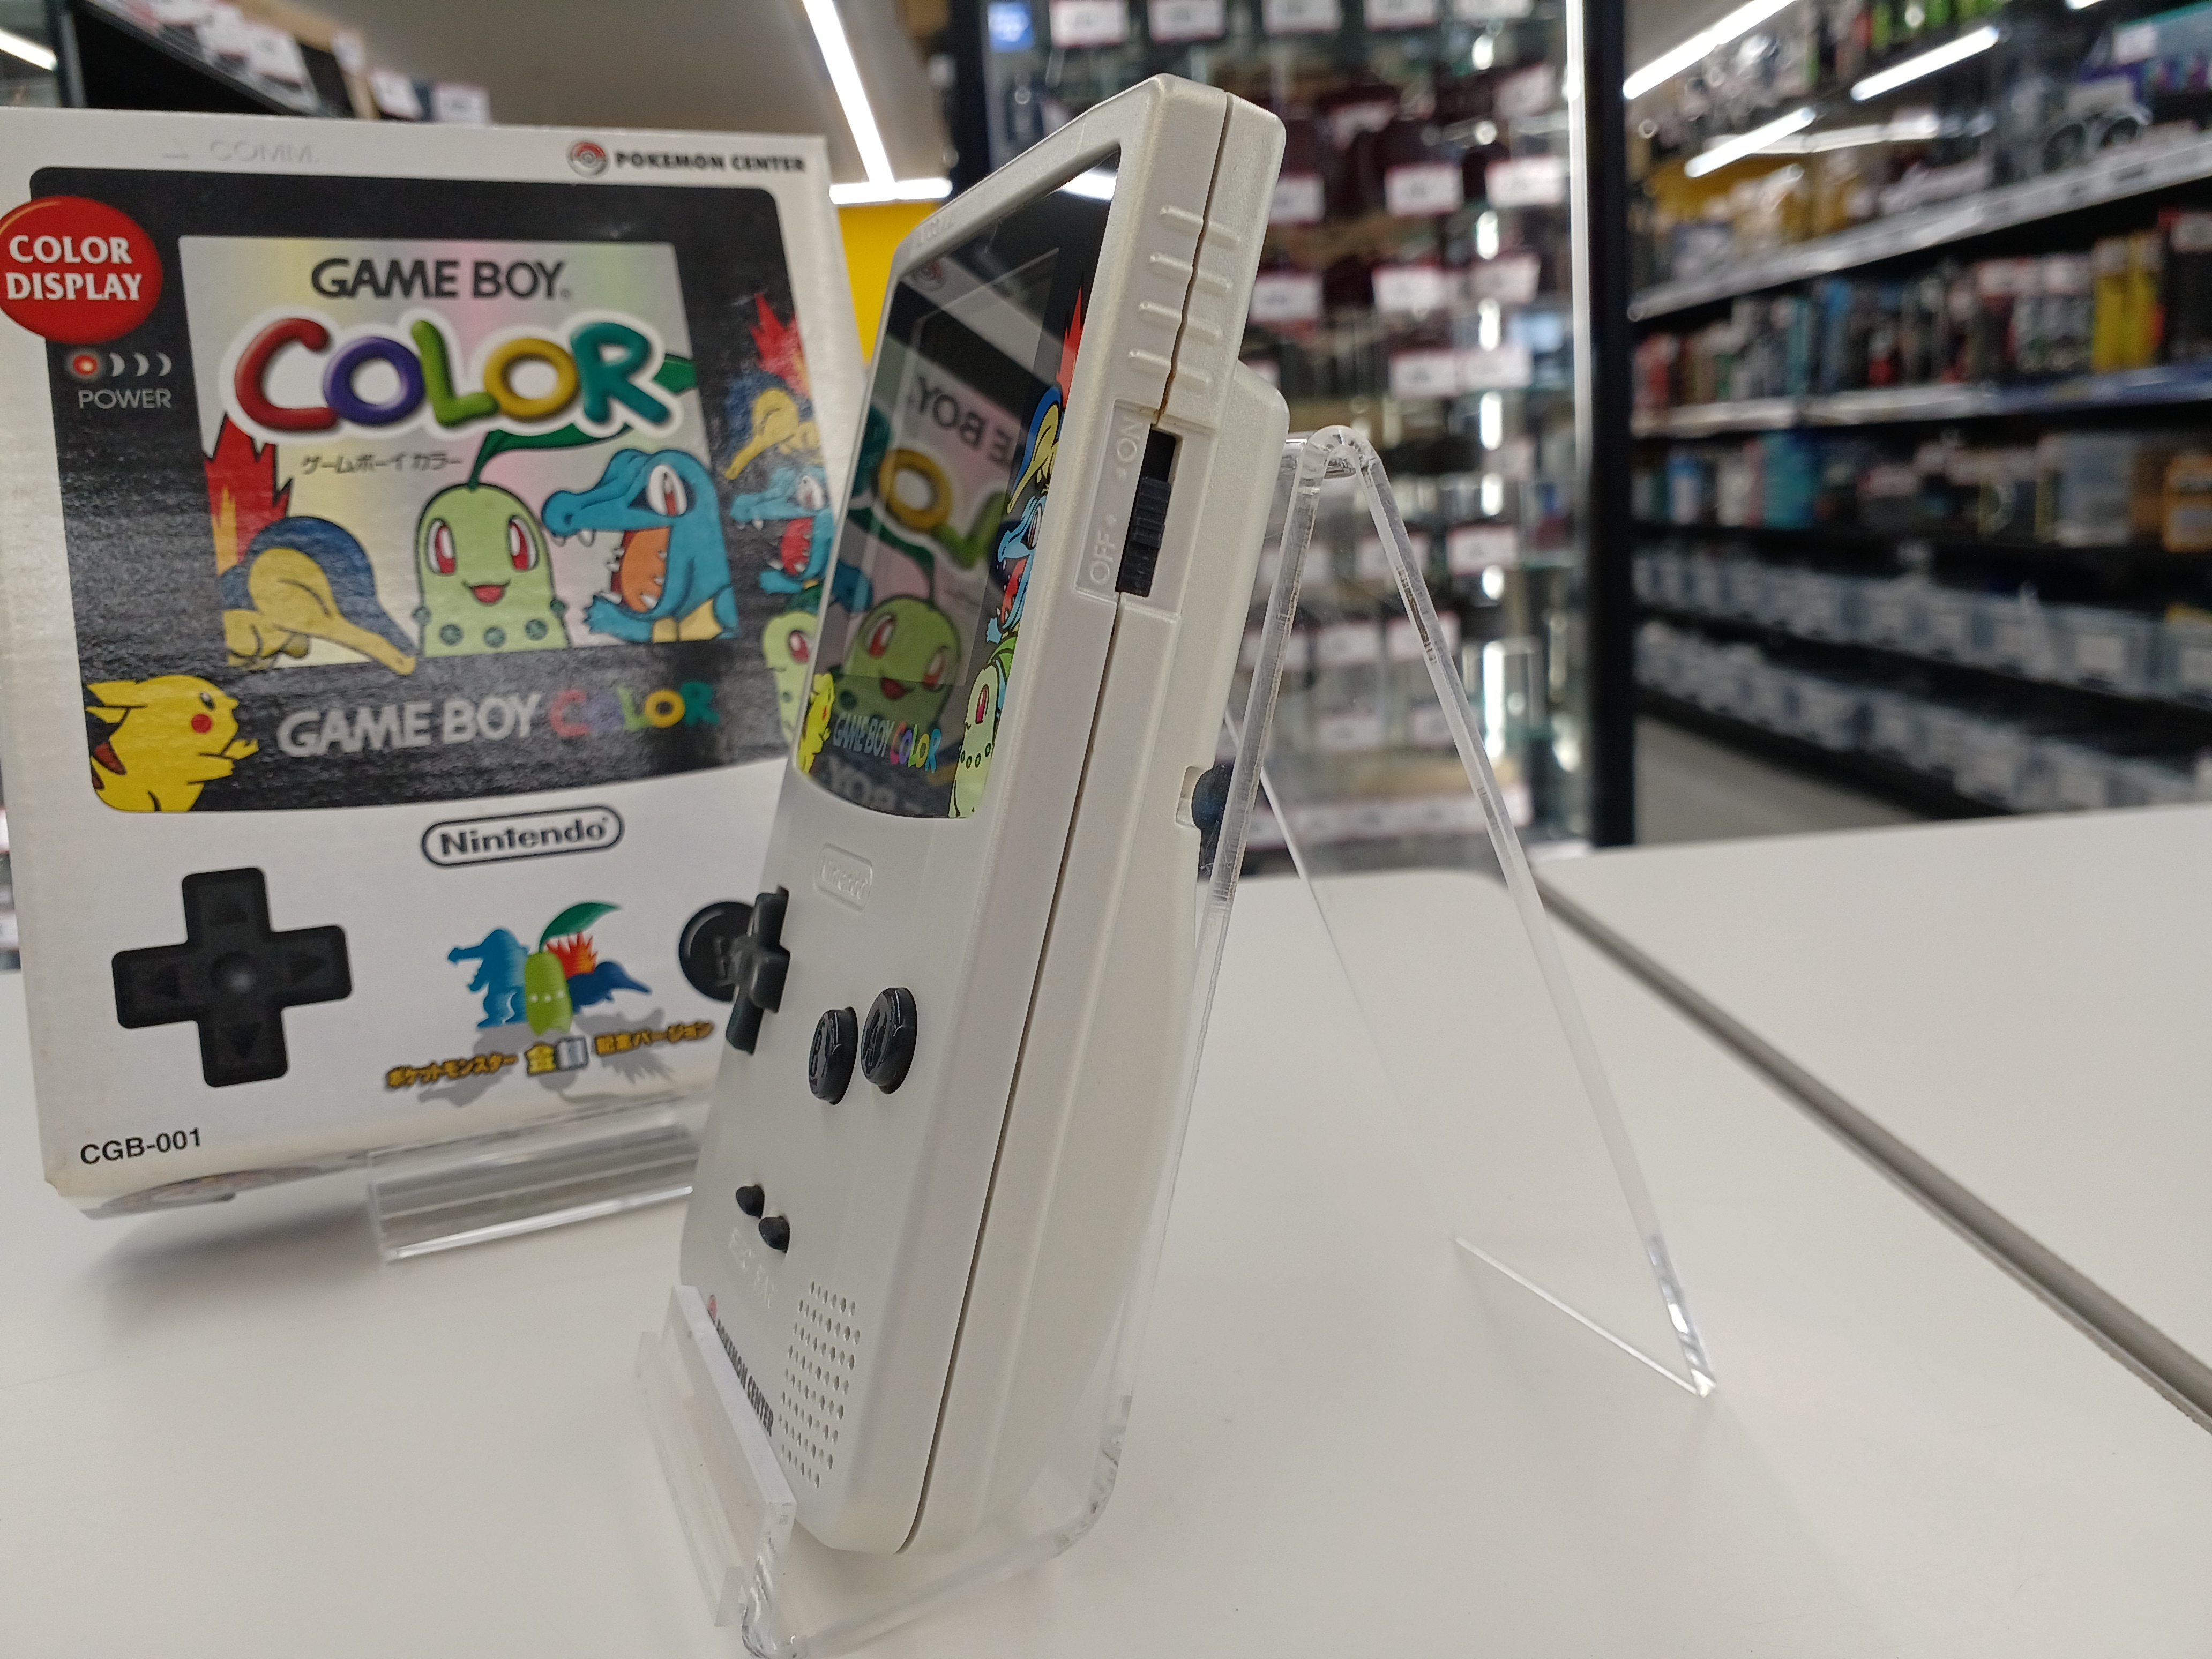 COMM.
POKEMON CENTER
COLOR
DISPLAY
POWER
GAME BOY®
COLOR
ゲームボーイ カラー
GAME BOY COLOR
Nintendo®
ポケットモンスター 金銀 記念バージョン
CGB-001
ON
OFF
GAME BOY COLOR
Nintendo
B
A
POKEMON CENTER